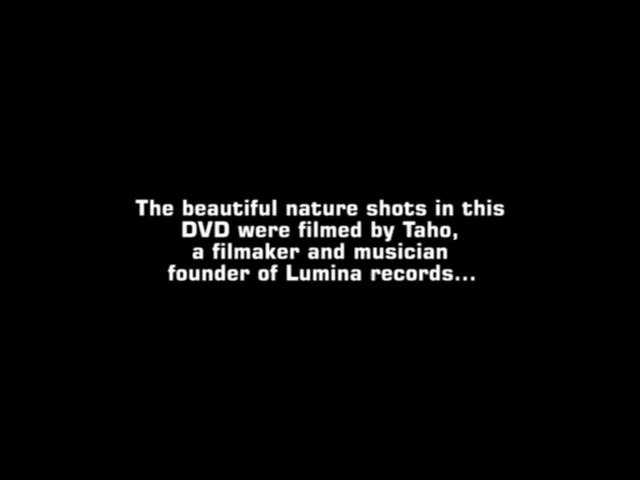 The beautiful nature shots in this
DVD were filmed by Taho,
a filmaker and musician
founder of Lumina records...